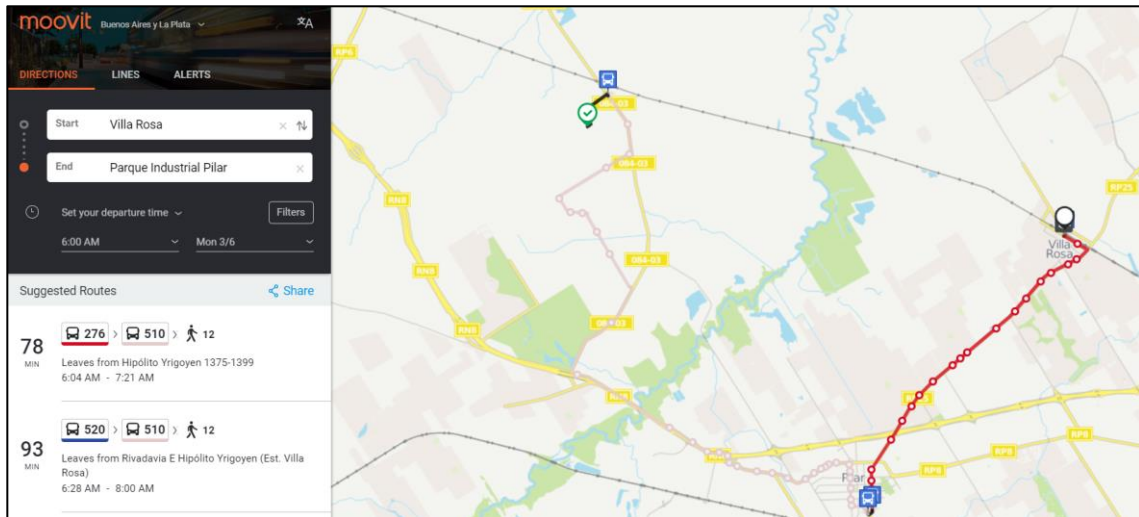 moovit Buenos Aires y La Plata
DIRECTIONS LINES ALERTS
Start Villa Rosa
End Parque Industrial Pilar
Set your departure time Filters
6:00 AM Mon 3/6
Suggested Routes Share
78 MIN
276 > 510 > 12
Leaves from Hipólito Yrigoyen 1375-1399
6:04 AM - 7:21 AM
93 MIN
520 > 510 > 12
Leaves from Rivadavia E Hipólito Yrigoyen (Est. Villa
Rosa)
6:28 AM - 8:00 AM
RP6
084-03
084-03
RN8
RP25
Villa
Rosa
084-03
RN8
RN8
084-03
RN8
RP8
RP8
Pilar